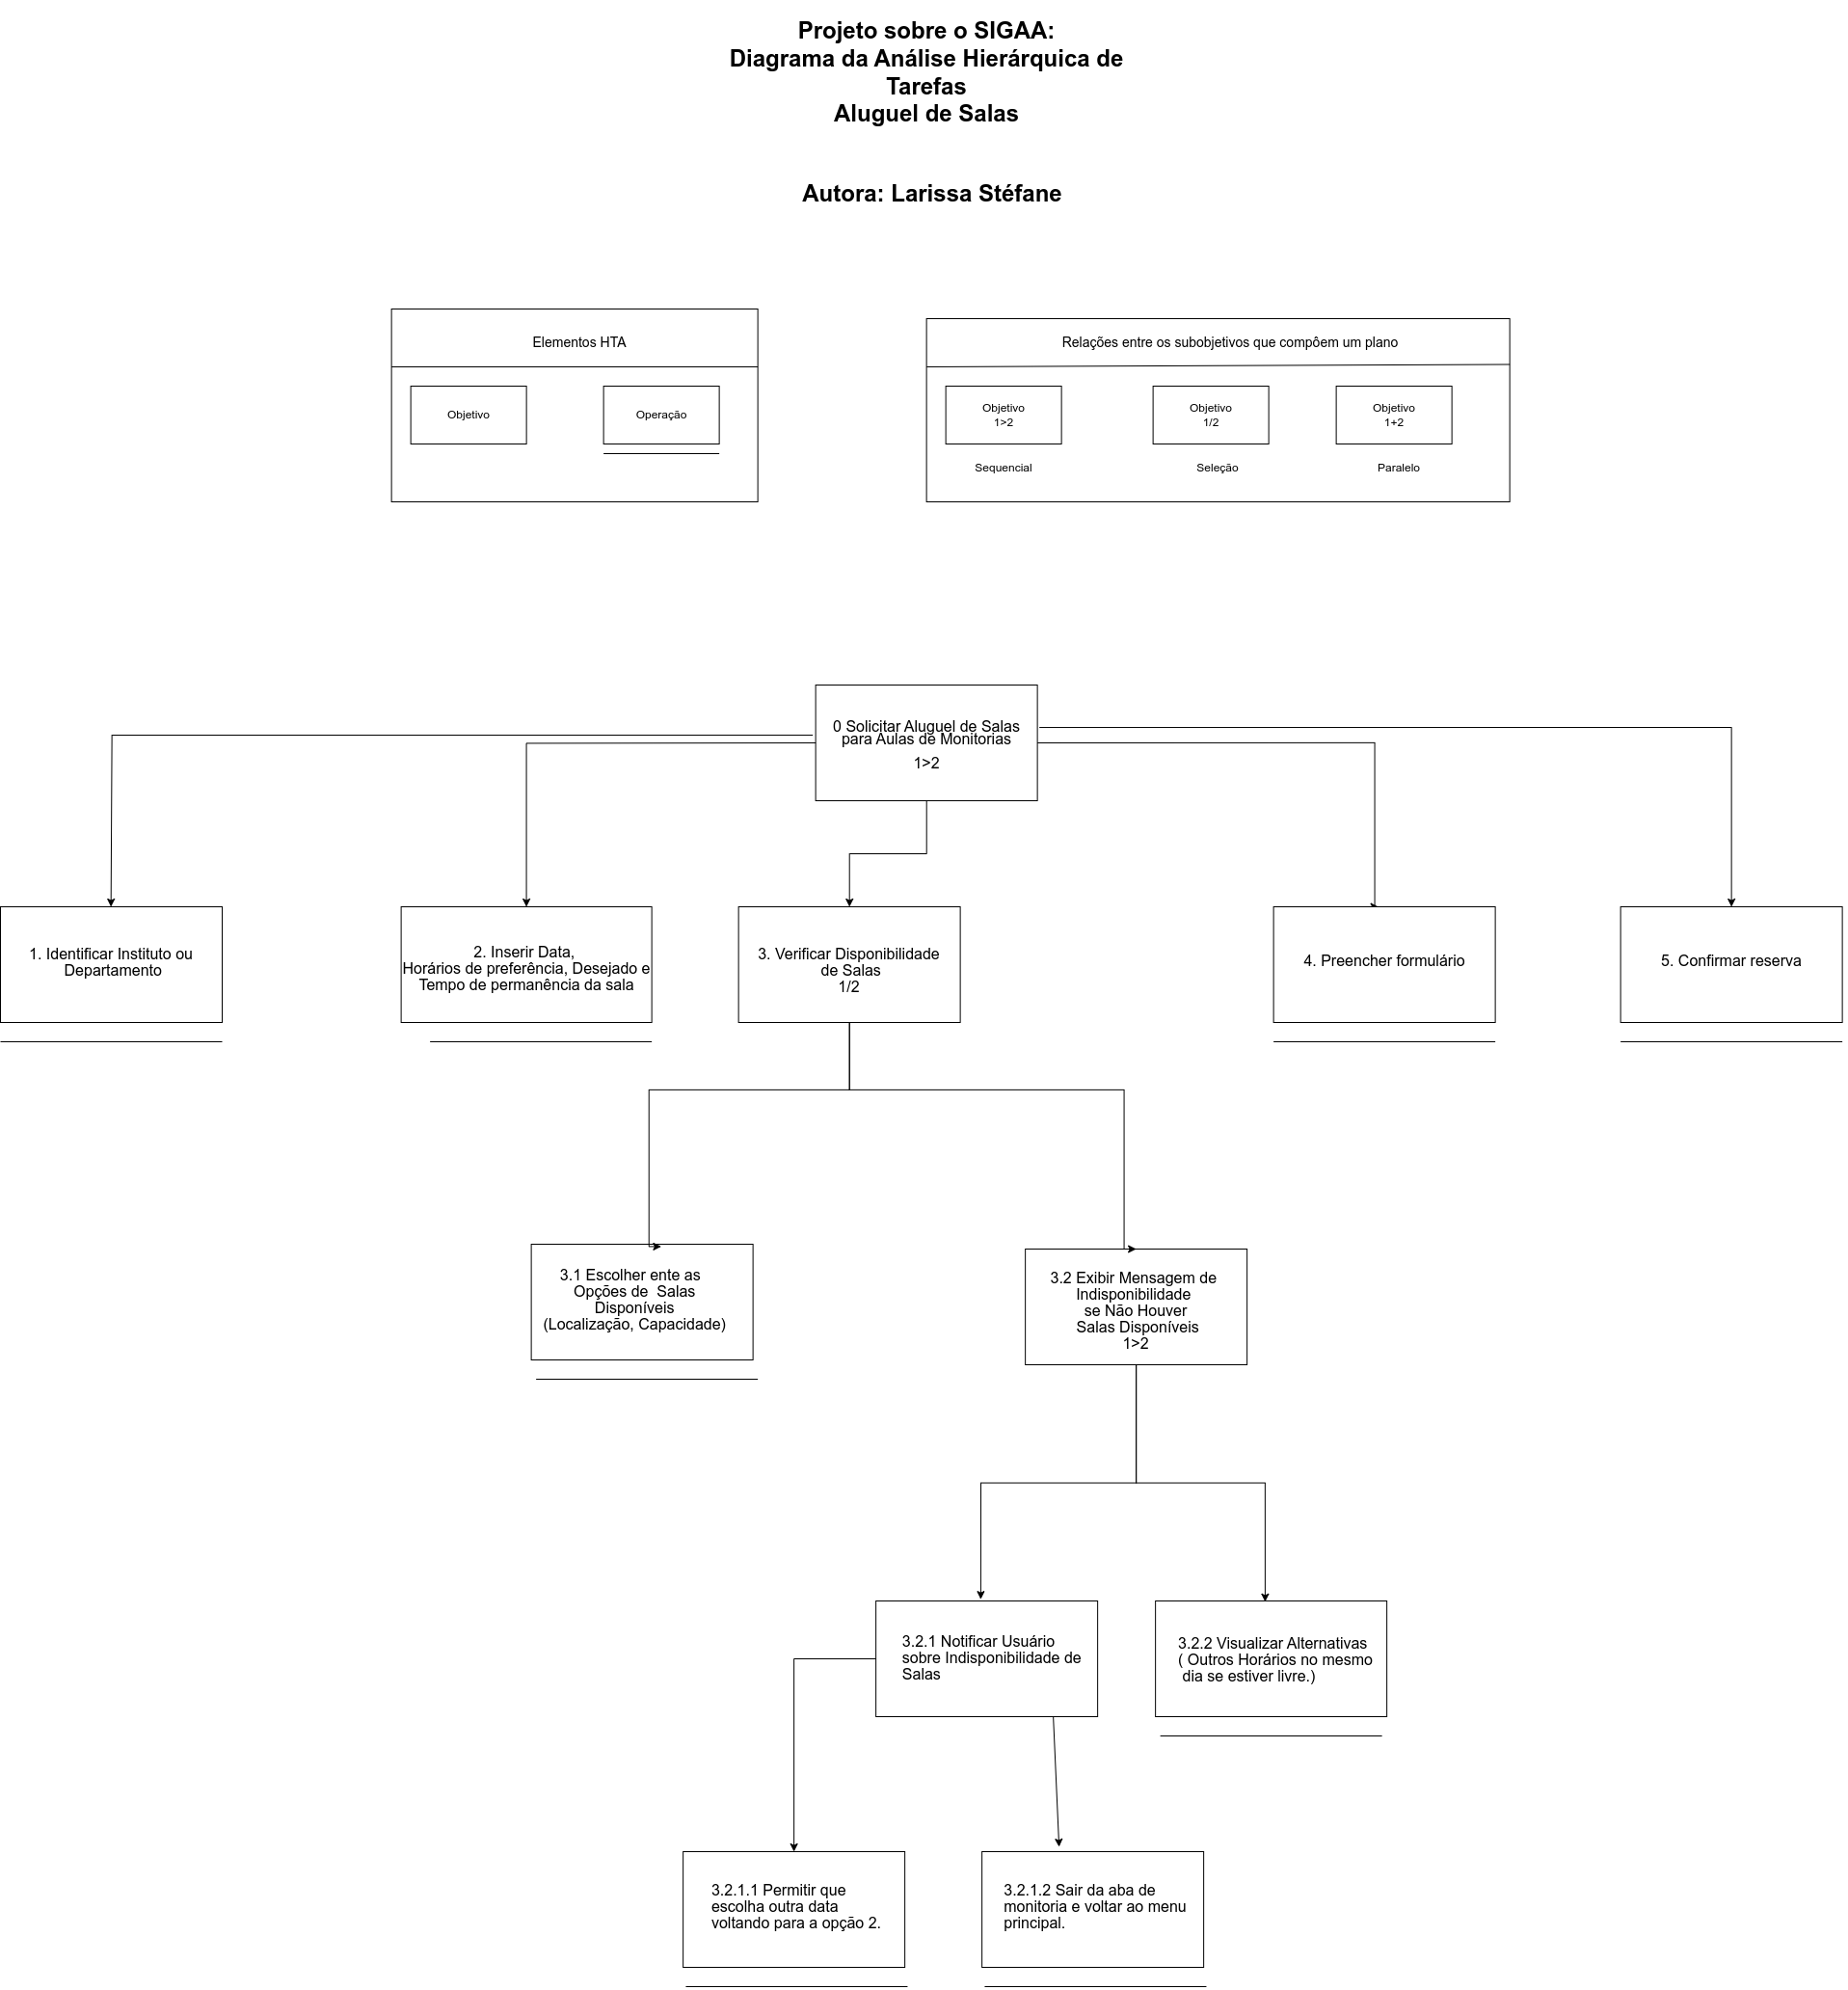 Projeto sobre o SIGAA:
Diagrama da Análise Hierárquica de
Tarefas
Aluguel de Salas
Autora: Larissa Stéfane
Elementos HTA
Objetivo
Operação
Relações entre os subobjetivos que compôem um plano
Objetivo
1>2
Objetivo
1/2
Objetivo
1+2
Sequencial
Seleção
Paralelo
0 Solicitar Aluguel de Salas
para Aulas de Monitorias
1>2
1. Identificar Instituto ou
Departamento
2. Inserir Data,
Horários de preferência, Desejado e
Tempo de permanência da sala
3. Verificar Disponibilidade
de Salas
1/2
4. Preencher formulário
5. Confirmar reserva
3.1 Escolher ente as
Opções de Salas
Disponíveis
(Localização, Capacidade)
3.2 Exibir Mensagem de
Indisponibilidade
se Não Houver
Salas Disponíveis
1>2
3.2.1 Notificar Usuário
sobre Indisponibilidade de
Salas
3.2.2 Visualizar Alternativas
( Outros Horários no mesmo
dia se estiver livre.)
3.2.1.1 Permitir que
escolha outra data
voltando para a opção 2.
3.2.1.2 Sair da aba de
monitoria e voltar ao menu
principal.